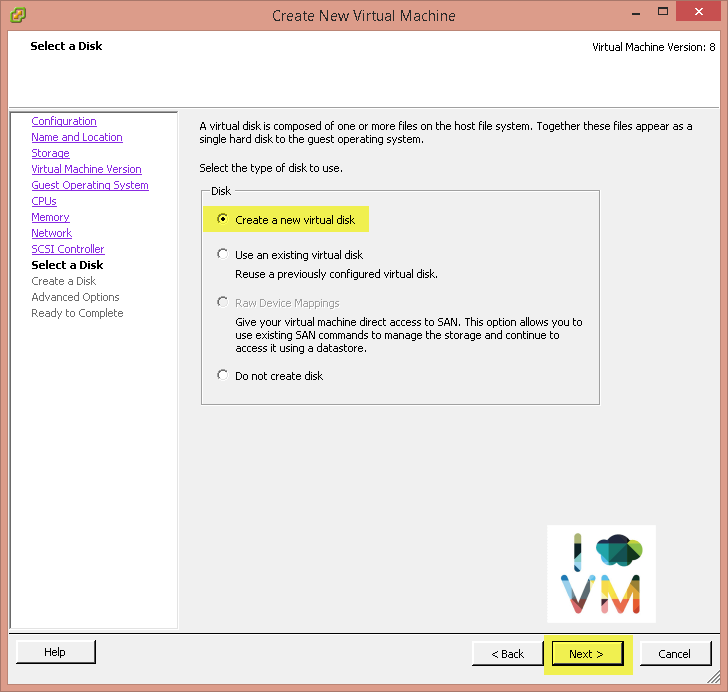 Create New Virtual Machine
Select a Disk
Virtual Machine Version: 8
Configuration
Name and Location
Storage
Virtual Machine Version
Guest Operating System
CPUs
Memory
Network
SCSI Controller
Select a Disk
Create a Disk
Advanced Options
Ready to Complete
A virtual disk is composed of one or more files on the host file system. Together these files appear as a
single hard disk to the guest operating system.
Select the type of disk to use.
Disk
Create a new virtual disk
Use an existing virtual disk
Reuse a previously configured virtual disk.
Raw Device Mappings
Give your virtual machine direct access to SAN. This option allows you to
use existing SAN commands to manage the storage and continue to
access it using a datastore.
Do not create disk
I
VM
Help
< Back
Next >
Cancel